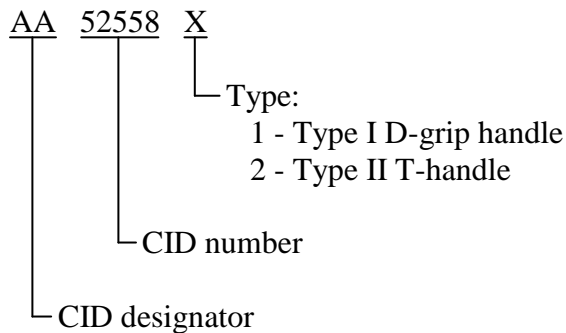 AA 52558 X
Type:
1 - Type I D-grip handle
2 - Type II T-handle
CID number
CID designator